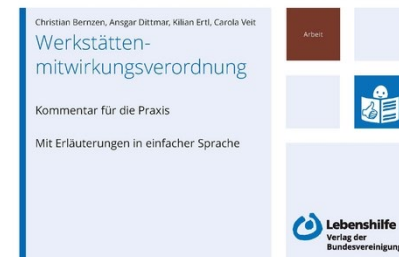 Christian Bernzen, Ansgar Dittmar, Kilian Ertl, Carola Veit
Werkstätten-
mitwirkungsverordnung
Kommentar für die Praxis
Mit Erläuterungen in einfacher Sprache
Arbeit
Lebenshilfe
Verlag der
Bundesvereinigung